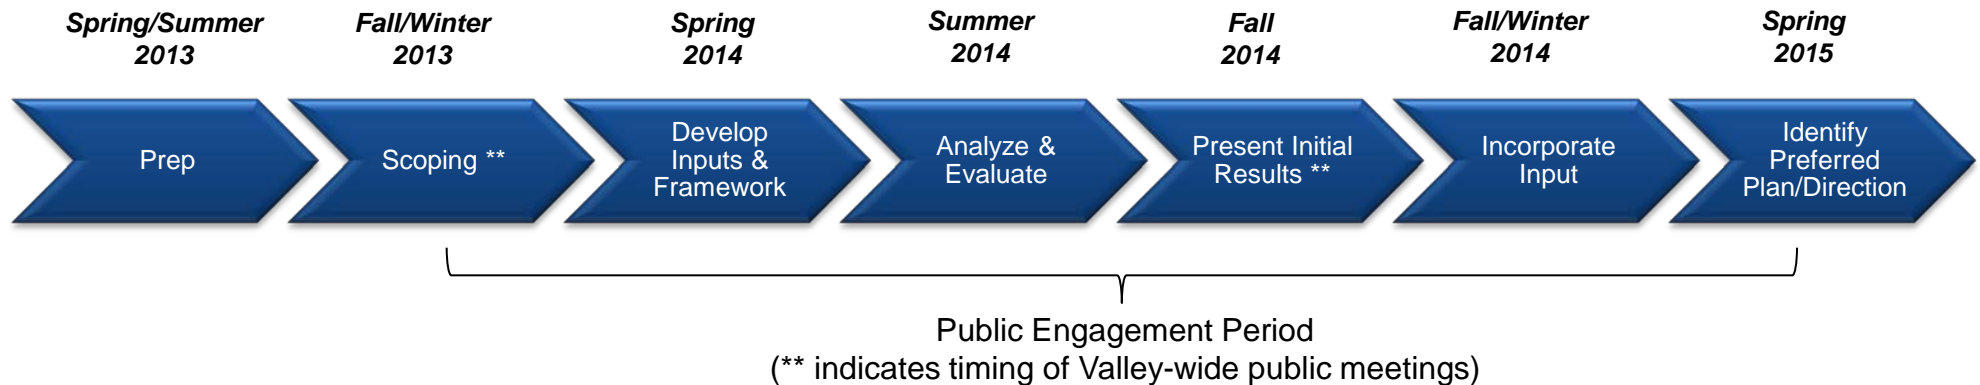 Spring/Summer
2013
Fall/Winter
2013
Spring
2014
Summer
2014
Fall
2014
Fall/Winter
2014
Spring
2015
Prep
Scoping **
Develop
Inputs &
Framework
Analyze &
Evaluate
Present Initial
Results **
Incorporate
Input
Identify
Preferred
Plan/Direction
Public Engagement Period
(** indicates timing of Valley-wide public meetings)